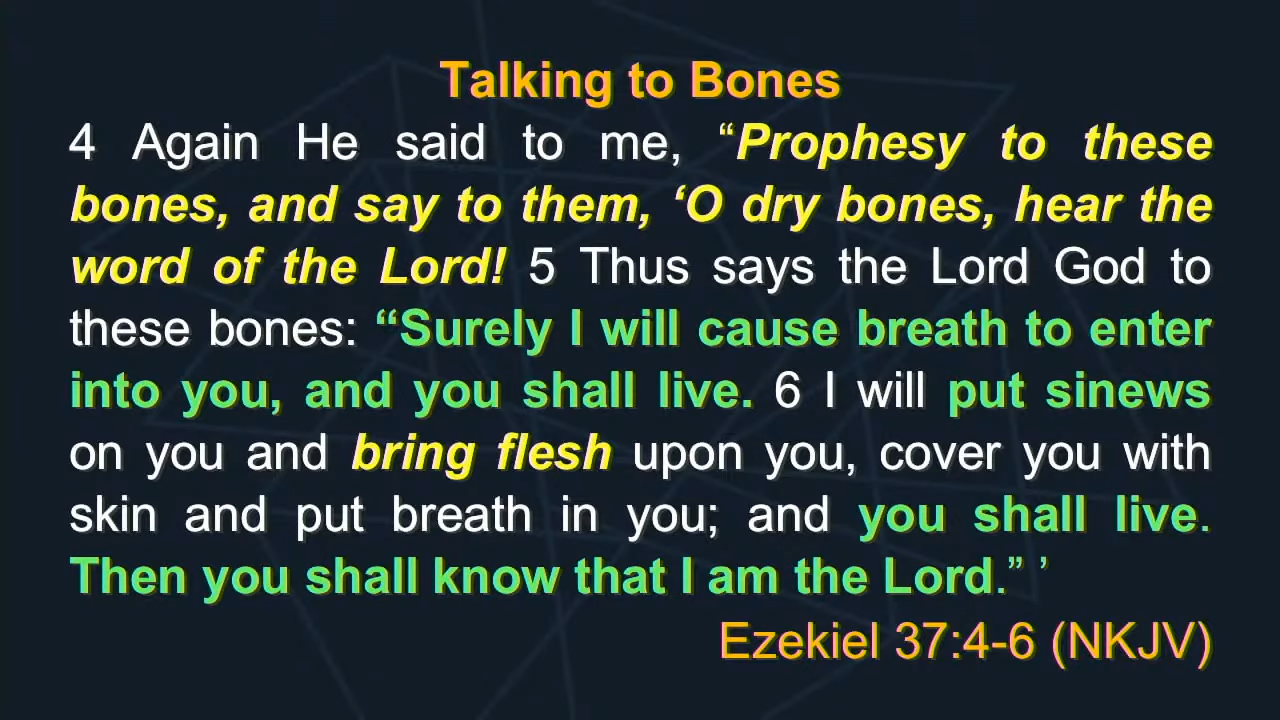 Talking to Bones
4 Again He said to me, “Prophesy to these
bones, and say to them, ‘O dry bones, hear the
word of the Lord! 5 Thus says the Lord God to
these bones: “Surely I will cause breath to enter
into you, and you shall live. 6 I will put sinews
on you and bring flesh upon you, cover you with
skin and put breath in you; and you shall live.
Then you shall know that I am the Lord.” ’
Ezekiel 37:4-6 (NKJV)